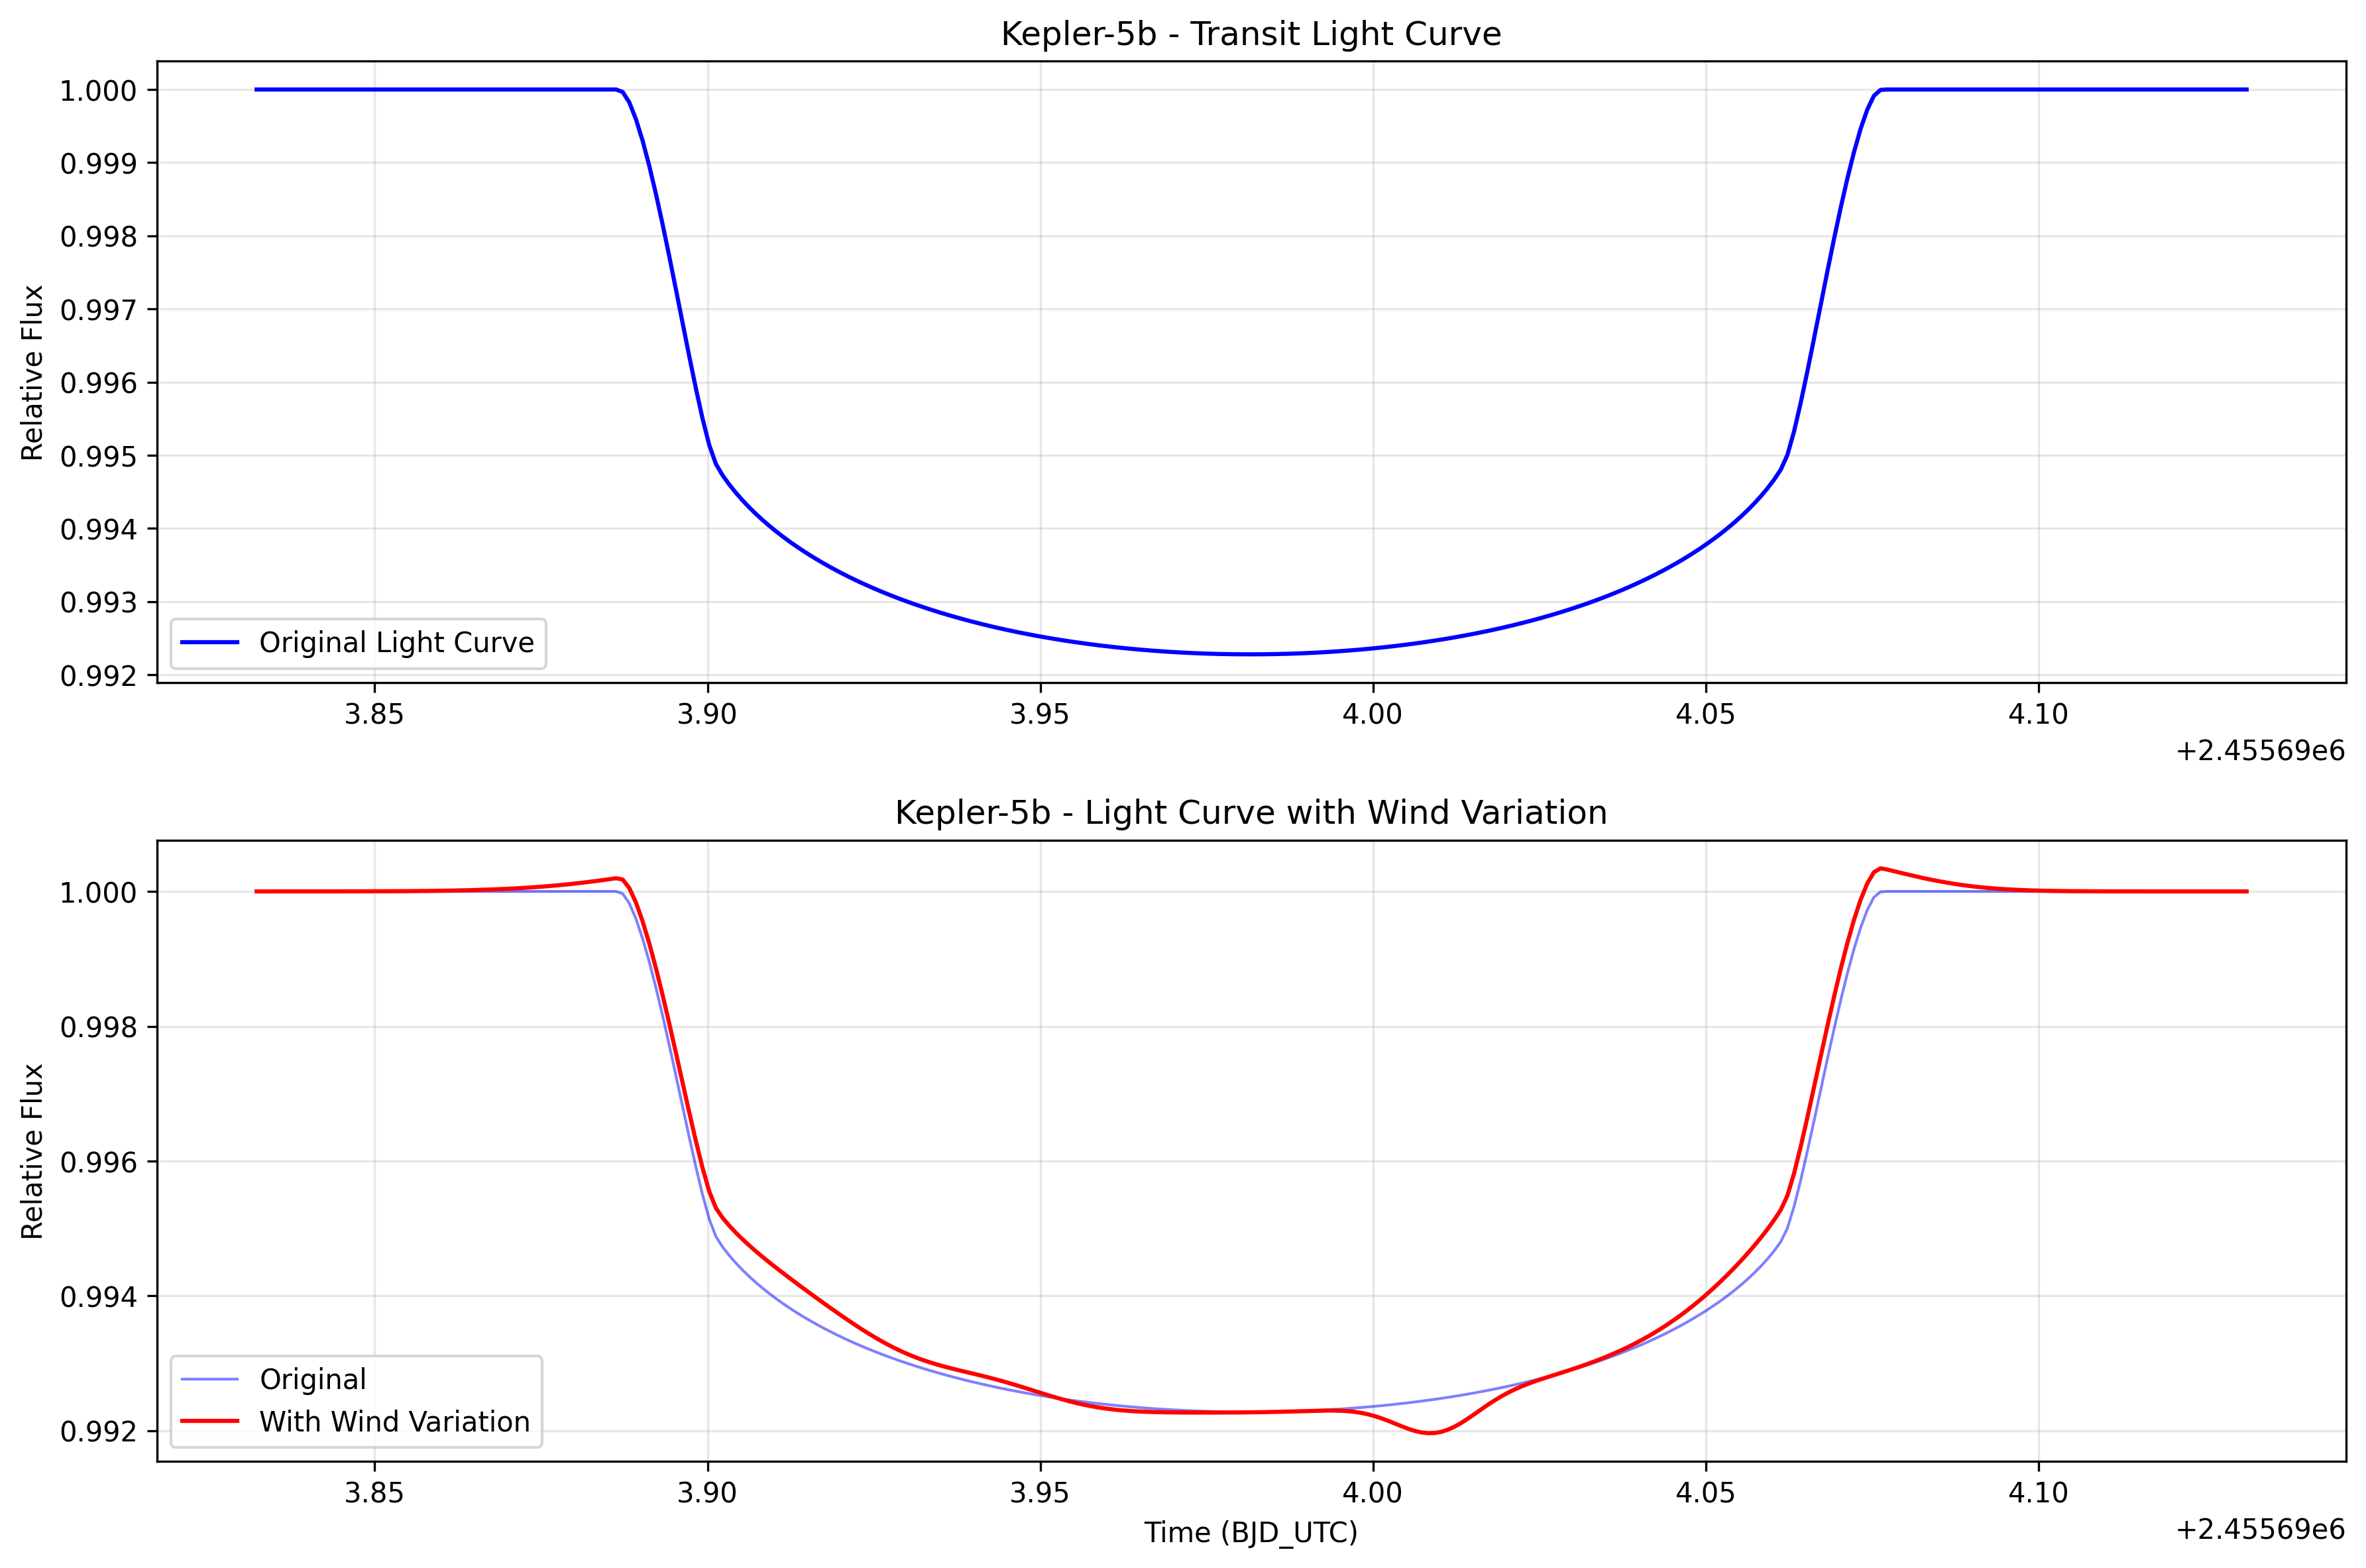 Kepler-5b - Transit Light Curve
Relative Flux
1.000
0.999
0.998
0.997
0.996
0.995
0.994
0.993
0.992
Original Light Curve
3.85 3.90 3.95 4.00 4.05 4.10
+2.45569e6
Kepler-5b - Light Curve with Wind Variation
Relative Flux
1.000
0.998
0.996
0.994
0.992
Original
With Wind Variation
3.85 3.90 3.95 4.00 4.05 4.10
Time (BJD_UTC)
+2.45569e6